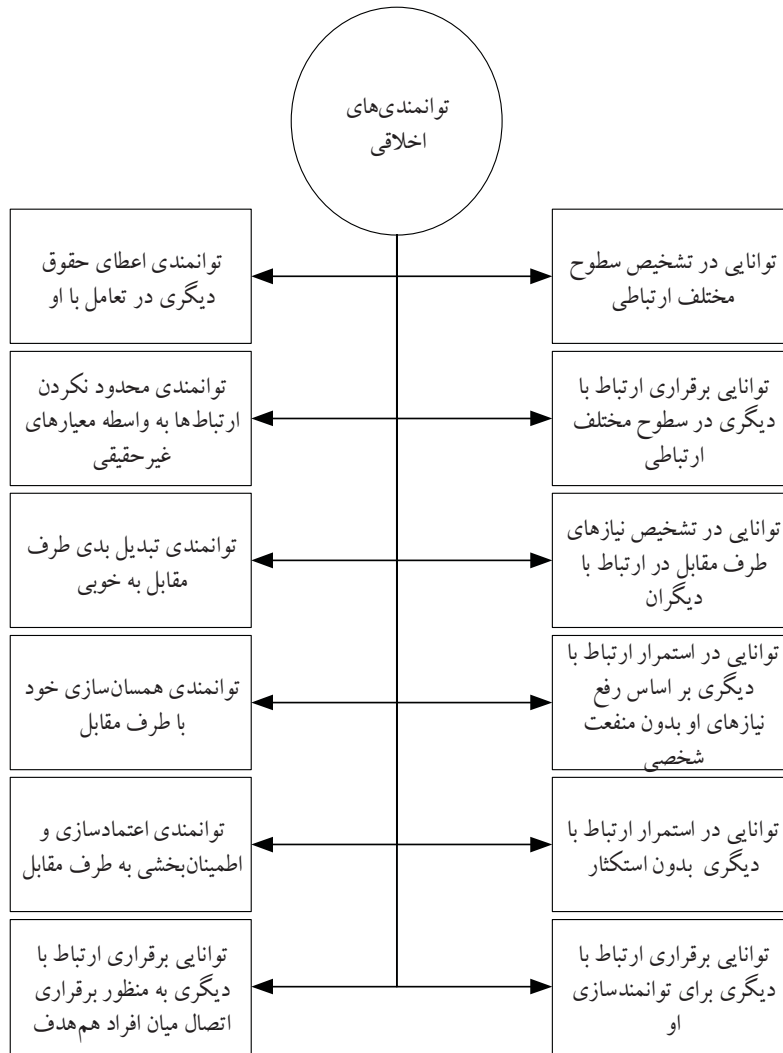 توانمندی‌های
اخلاقی
توانایی در تشخیص سطوح
مختلف ارتباطی
توانمندی اعطای حقوق
دیگری در تعامل با او
توانایی برقراری ارتباط با
دیگری در سطوح مختلف
ارتباطی
توانمندی محدود نکردن
ارتباط‌ها به واسطه معیارهای
غیرحقیقی
توانایی در تشخیص نیازهای
طرف مقابل در ارتباط با
دیگران
توانمندی تبدیل بدی طرف
مقابل به خوبی
توانایی در استمرار ارتباط با
دیگری بر اساس رفع
نیازهای او بدون منفعت
شخصی
توانمندی همسان‌سازی خود
با طرف مقابل
توانایی در استمرار ارتباط با
دیگری بدون استکثار
توانمندی اعتمادسازی و
اطمینان‌بخشی به طرف مقابل
توانایی برقراری ارتباط با
دیگری برای توانمندسازی
او
توانایی برقراری ارتباط با
دیگری به منظور برقراری
اتصال میان افراد هم‌هدف